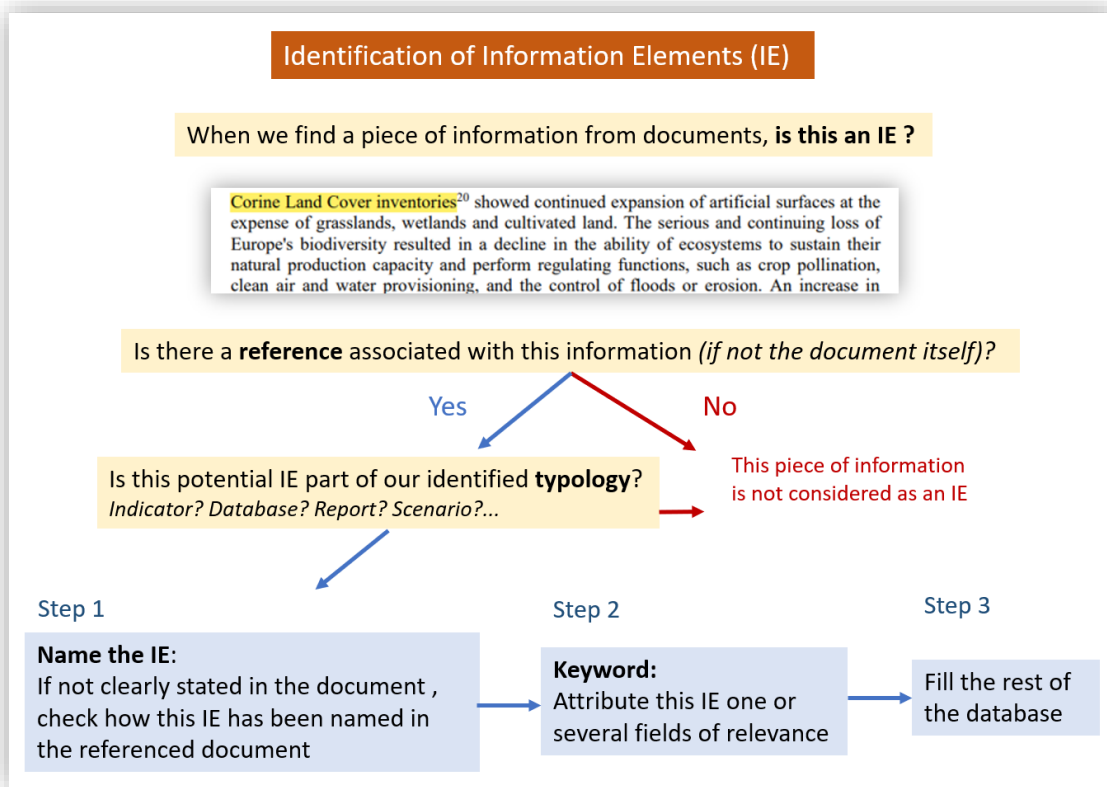 Identification of Information Elements (IE)
When we find a piece of information from documents, is this an IE ?
Corine Land Cover inventories20 showed continued expansion of artificial surfaces at the
expense of grasslands, wetlands and cultivated land. The serious and continuing loss of
Europe's biodiversity resulted in a decline in the ability of ecosystems to sustain their
natural production capacity and perform regulating functions, such as crop pollination,
clean air and water provisioning, and the control of floods or erosion. An increase in
Is there a reference associated with this information (if not the document itself)?
Yes
No
Is this potential IE part of our identified typology?
Indicator? Database? Report? Scenario?...
This piece of information
is not considered as an IE
Step 1
Name the IE:
If not clearly stated in the document ,
check how this IE has been named in
the referenced document
Step 2
Keyword:
Attribute this IE one or
several fields of relevance
Step 3
Fill the rest of
the database